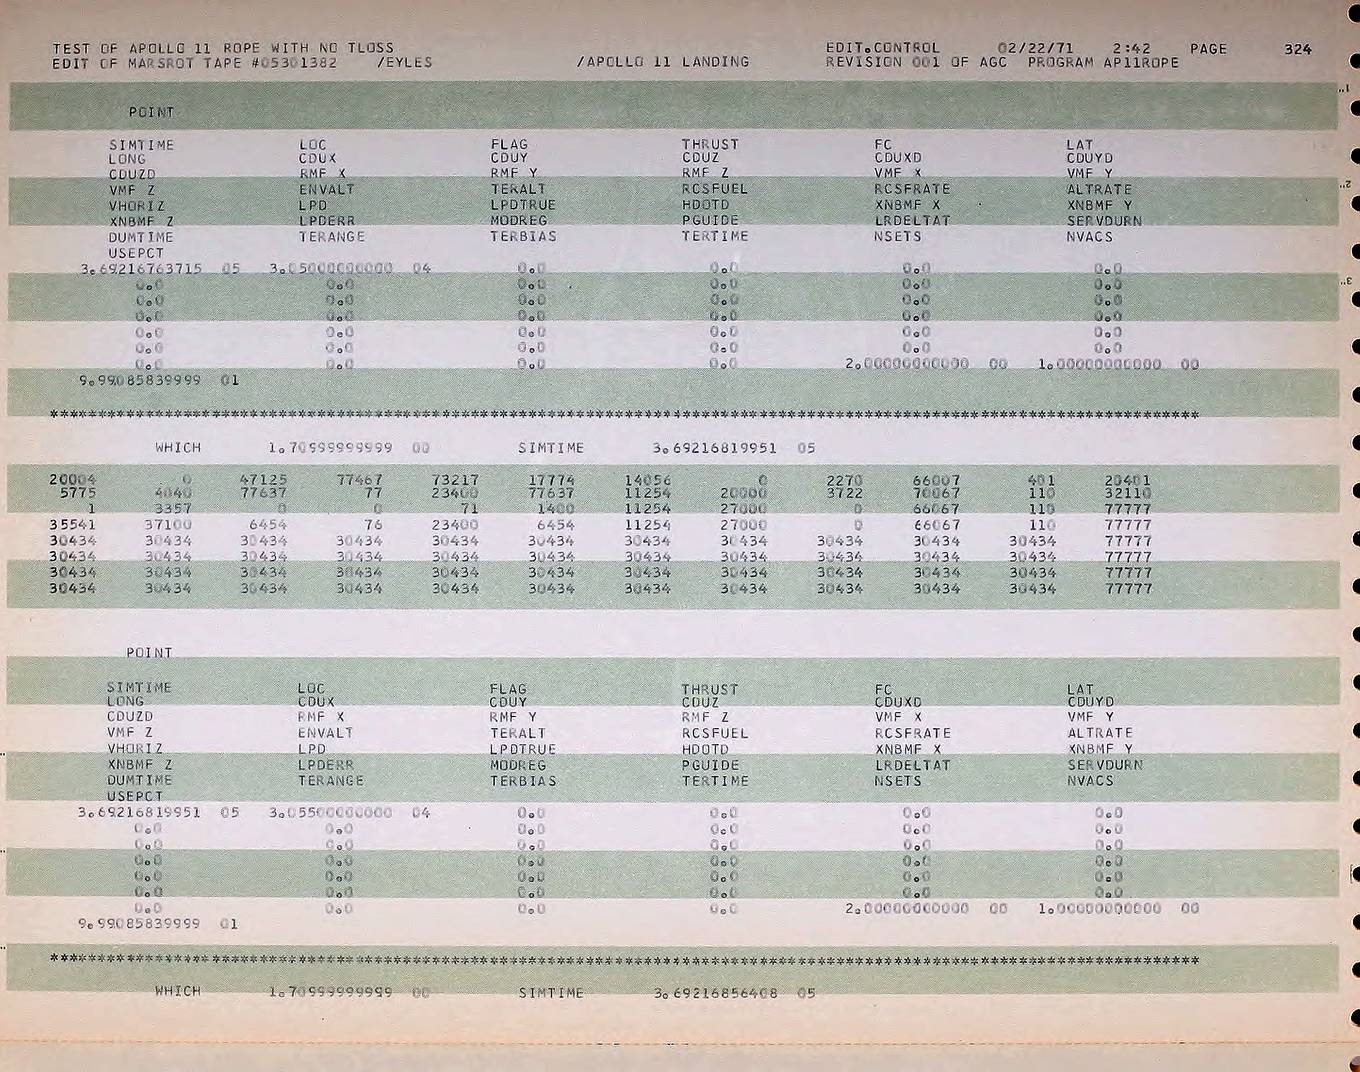 TEST OF APOLLO 11 ROPE WITH NO TLOSS EDIT.CONTROL 02/22/71 2:42 PAGE 324
EDIT OF MARSROT TAPE #05301382 /EYLES /APOLLO 11 LANDING REVISION 001 OF AGC PROGRAM AP11ROPE
POINT
SIMTIME LOC FLAG THRUST FC LAT
LONG CDUX CDUY CDUZ CDUXD CDUYD
CDUZD RMF X RMF Y RMF Z VMF X VMF Y
VMF Z ENVALT TERALT RCSFUEL RCSFRATE ALTRATE
VHORIZ LPD LPDTRUE HDOTD XNBMF X XNBMF Y
XNBMF Z LPDERR MODREG PGUIDE LRDELTAT SERVDURN
DUMTIME TERANGE TERBIAS TERTIME NSETS NVACS
USEPCT
3.69216763715 05 3.05000000000 04 0.0 0.0 0.0 0.0
0.0 0.0 0.0 0.0 0.0 0.0
0.0 0.0 0.0 0.0 0.0 0.0
0.0 0.0 0.0 0.0 0.0 0.0
0.0 0.0 0.0 0.0 0.0 0.0
0.0 0.0 0.0 0.0 0.0 0.0
0.0 0.0 0.0 0.0 2.00000000000 00 1.00000000000 00
9.99085839999 01
************************************************************************************************************************
WHICH 1.70999999999 00 SIMTIME 3.69216819951 05
20004 0 47125 77467 73217 17774 14056 0 2270 66007 401 20401
5775 4040 77637 77 23400 77637 11254 20000 3722 70067 110 32110
1 3357 0 0 71 1400 11254 27000 0 66067 110 77777
35541 37100 6454 76 23400 6454 11254 27000 0 66067 110 77777
30434 30434 30434 30434 30434 30434 30434 30434 30434 30434 30434 77777
30434 30434 30434 30434 30434 30434 30434 30434 30434 30434 30434 77777
30434 30434 30434 30434 30434 30434 30434 30434 30434 30434 30434 77777
30434 30434 30434 30434 30434 30434 30434 30434 30434 30434 30434 77777
POINT
SIMTIME LOC FLAG THRUST FC LAT
LONG CDUX CDUY CDUZ CDUXD CDUYD
CDUZD RMF X RMF Y RMF Z VMF X VMF Y
VMF Z ENVALT TERALT RCSFUEL RCSFRATE ALTRATE
VHORIZ LPD LPDTRUE HDOTD XNBMF X XNBMF Y
XNBMF Z LPDERR MODREG PGUIDE LRDELTAT SERVDURN
DUMTIME TERANGE TERBIAS TERTIME NSETS NVACS
USEPCT
3.69216819951 05 3.05500000000 04 0.0 0.0 0.0 0.0
0.0 0.0 0.0 0.0 0.0 0.0
0.0 0.0 0.0 0.0 0.0 0.0
0.0 0.0 0.0 0.0 0.0 0.0
0.0 0.0 0.0 0.0 0.0 0.0
0.0 0.0 0.0 0.0 0.0 0.0
0.0 0.0 0.0 0.0 2.00000000000 00 1.00000000000 00
9.99085839999 01
************************************************************************************************************************
WHICH 1.70999999999 00 SIMTIME 3.69216856408 05